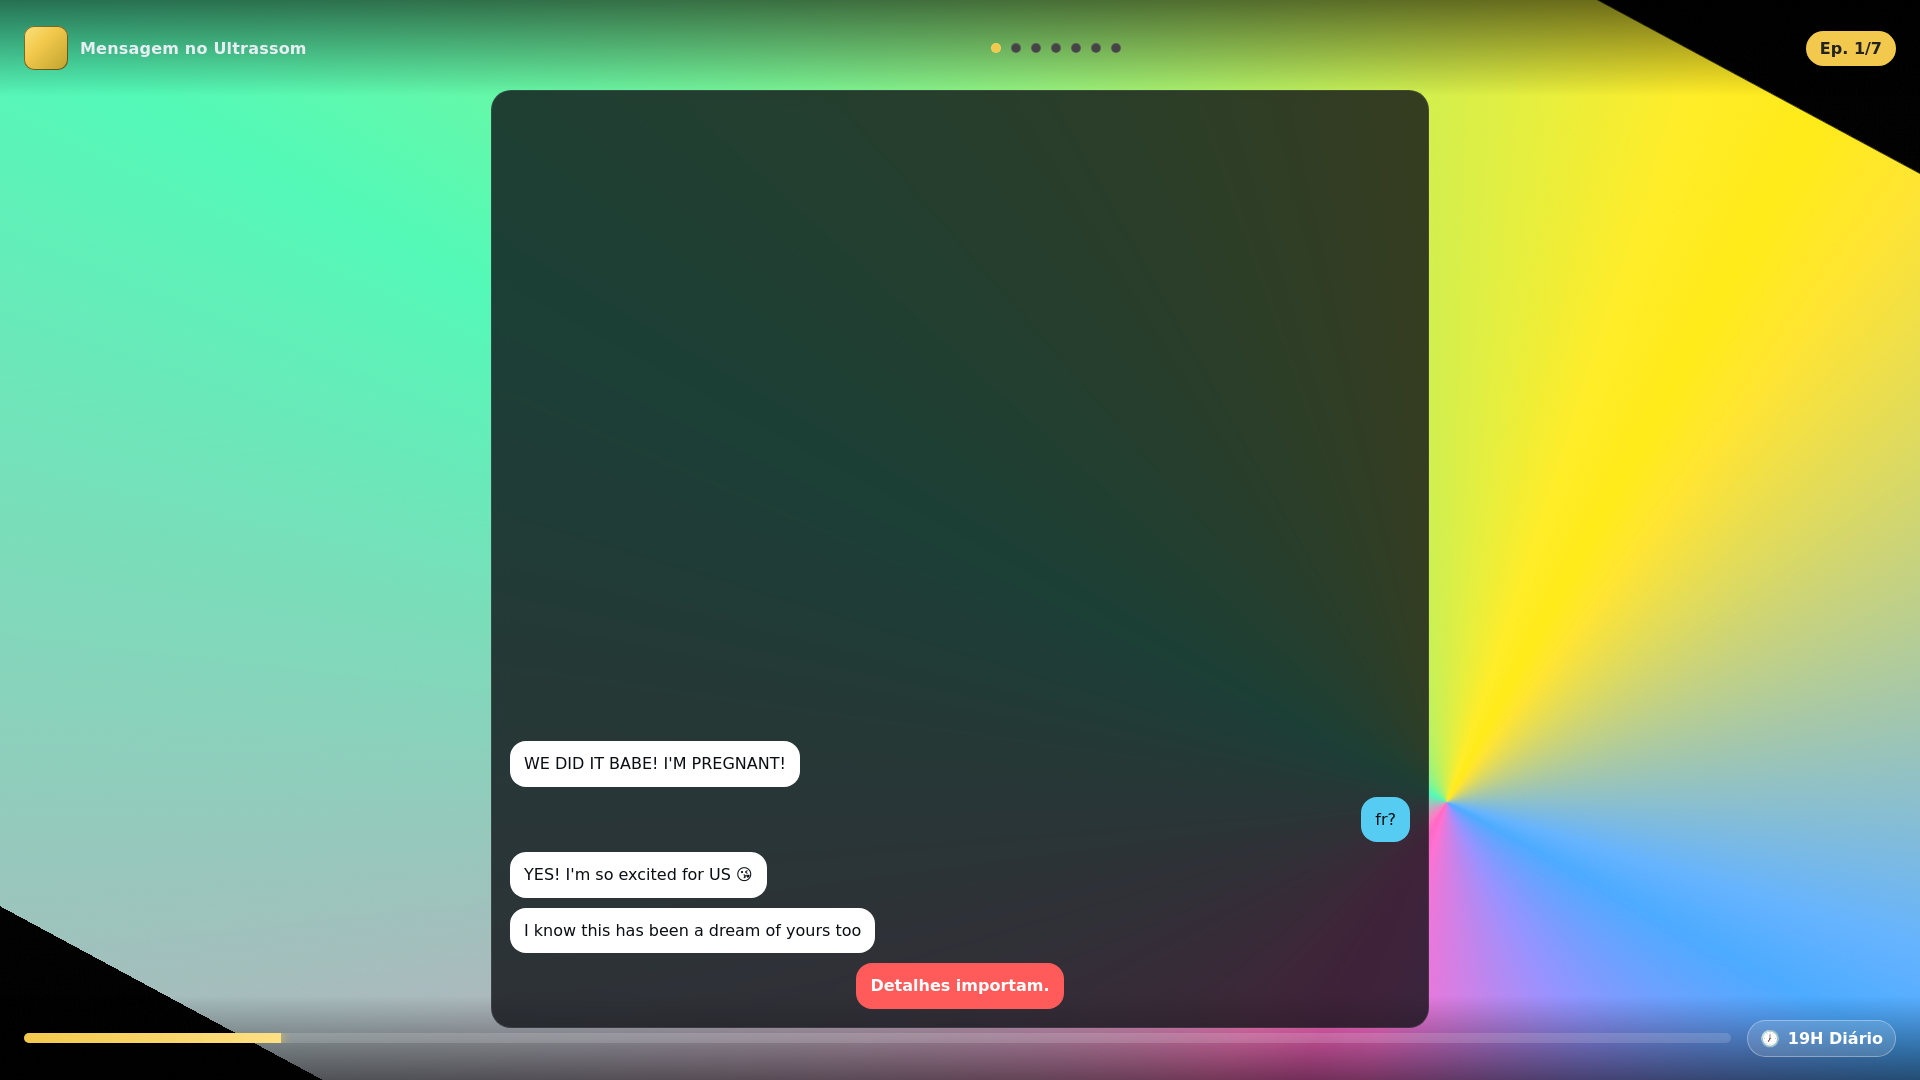 Mensagem no Ultrassom
Ep. 1/7
WE DID IT BABE! I'M PREGNANT!
fr?
YES! I'm so excited for US 😘
I know this has been a dream of yours too
Detalhes importam.
🕖 19H Diário